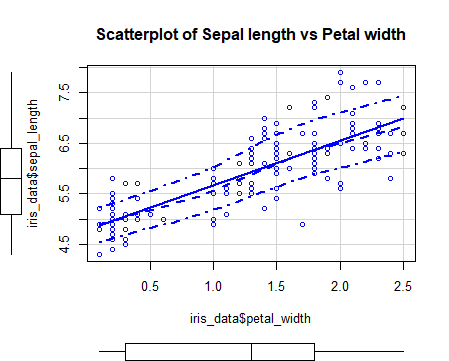 Scatterplot of Sepal length vs Petal width
iris_data$sepal_length
7.5
6.5
5.5
4.5
0.5 1.0 1.5 2.0 2.5
iris_data$petal_width